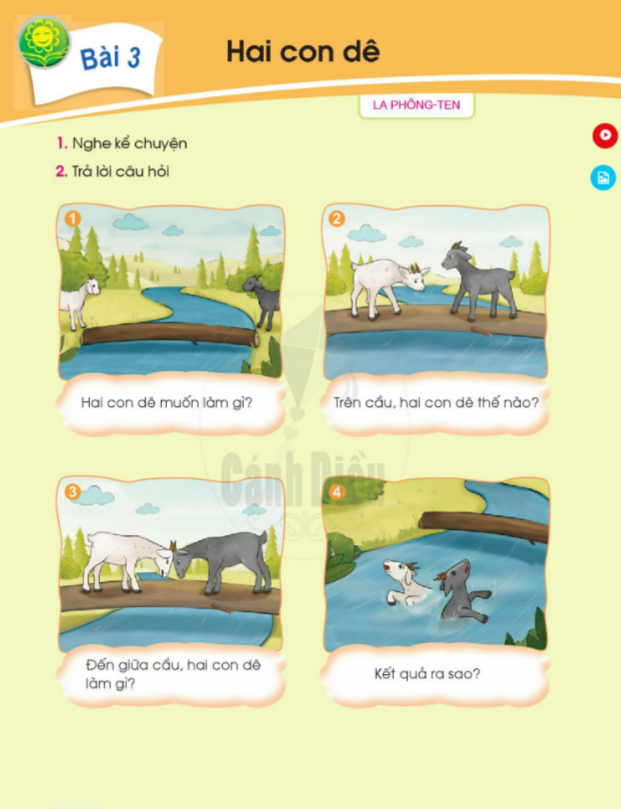 Bài 3
Hai con dê
LA PHÔNG-TEN
1. Nghe kể chuyện
2. Trả lời câu hỏi
1
2
Hai con dê muốn làm gì?
Trên cầu, hai con dê thế nào?
Cánh Diều
3
4
Đến giữa cầu, hai con dê
làm gì?
Kết quả ra sao?